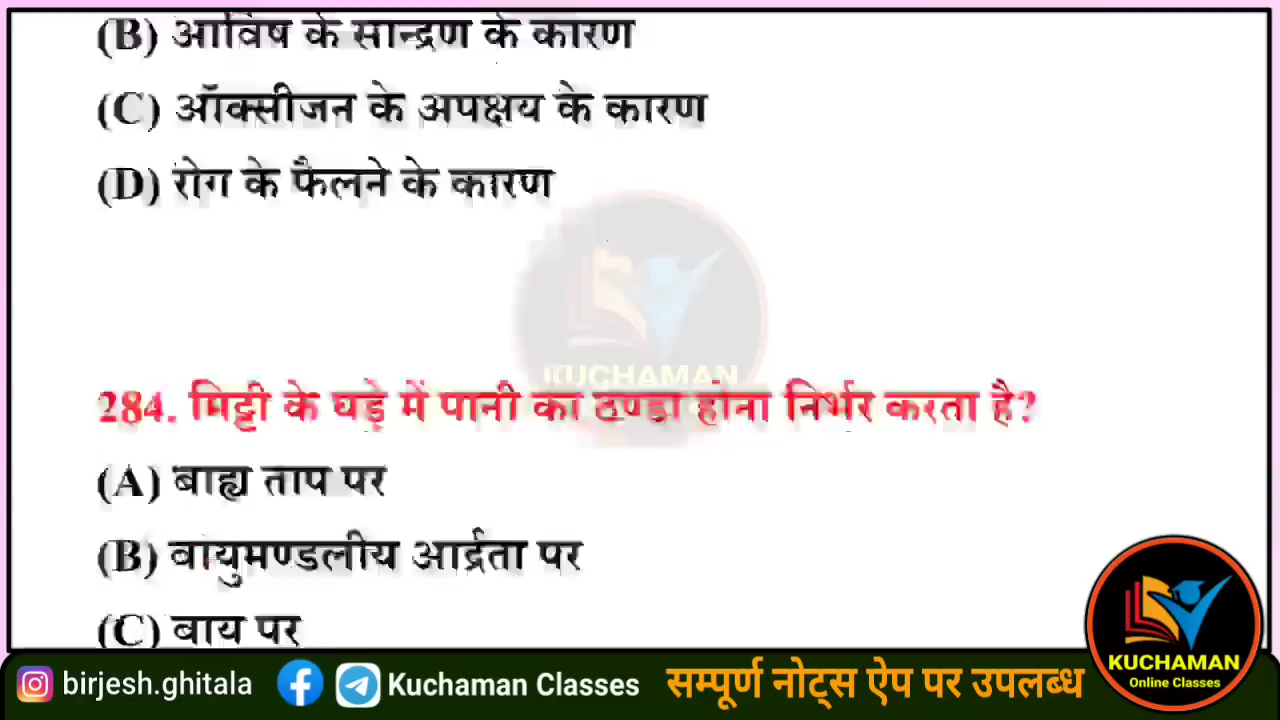 (B) आविष के सान्द्रण के कारण
(C) ऑक्सीजन के अपक्षय के कारण
(D) रोग के फैलने के कारण
KUCHAMAN
284. मिट्टी के घड़े में पानी का ठण्डा होना निर्भर करता है?
(A) बाह्य ताप पर
(B) वायुमण्डलीय आर्द्रता पर
(C) वाय पर
KUCHAMAN
Online Classes
birjesh.ghitala Kuchaman Classes सम्पूर्ण नोट्स ऐप पर उपलब्ध